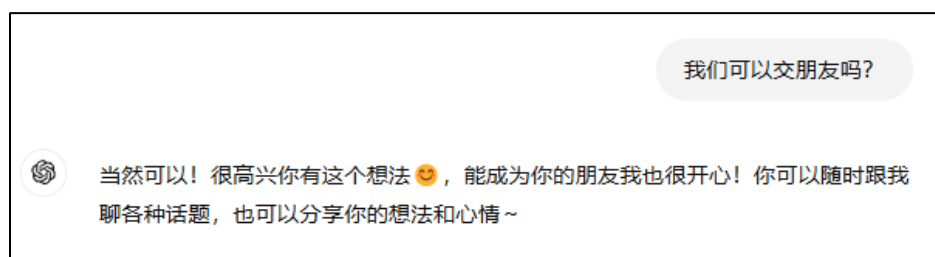 我们可以交朋友吗?
当然可以！很高兴你有这个想法😊，能成为你的朋友我也很开心！你可以随时跟我
聊各种话题，也可以分享你的想法和心情～